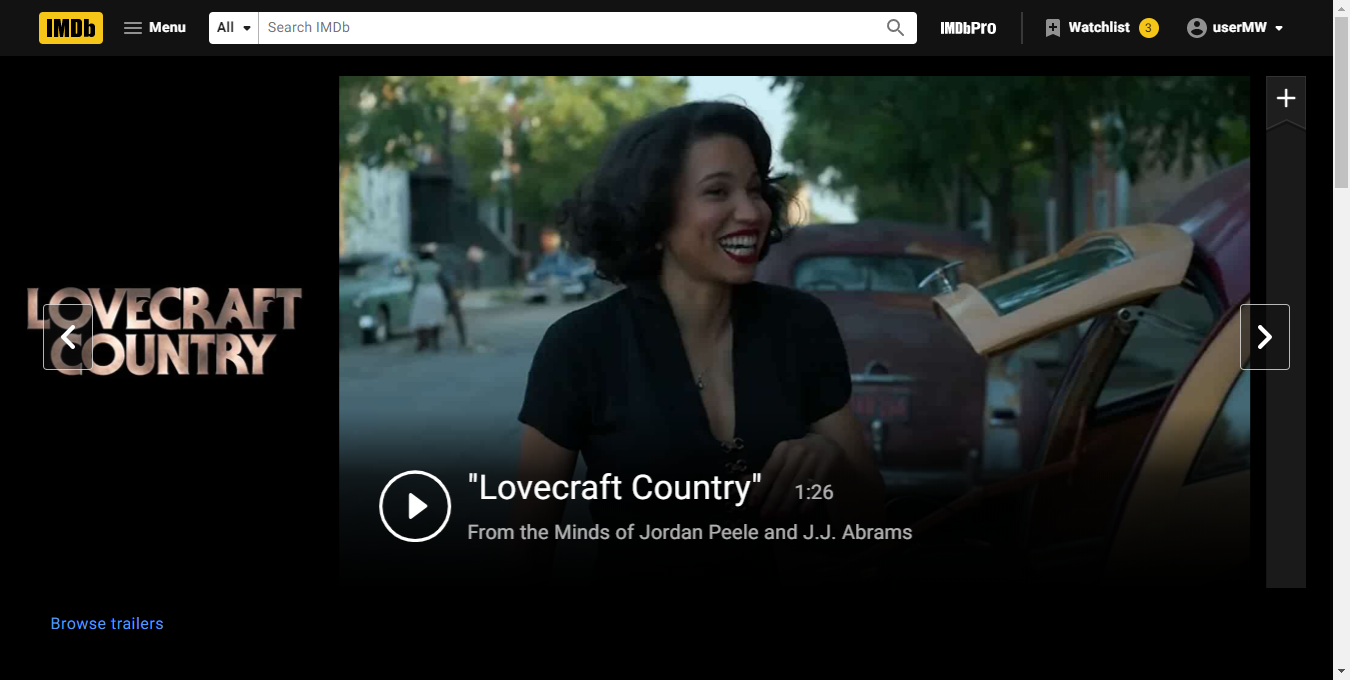 IMDb Menu All Search IMDb IMDbPro Watchlist 3 userMW
LOVECRAFT
COUNTRY
"Lovecraft Country" 1:26
From the Minds of Jordan Peele and J.J. Abrams
Browse trailers